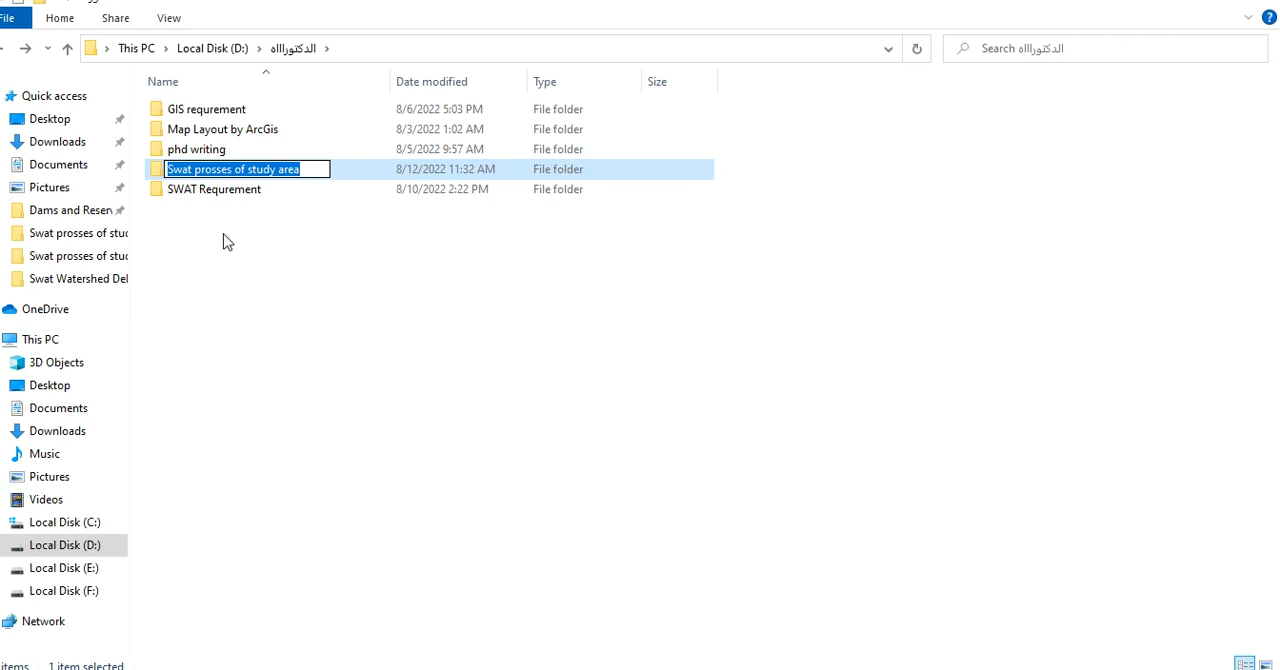 File Home Share View
This PC > Local Disk (D:) > الدكتوراااه >
Search الدكتوراااه
Name Date modified Type Size
GIS requrement 8/6/2022 5:03 PM File folder
Map Layout by ArcGis 8/3/2022 1:02 AM File folder
phd writing 8/5/2022 9:57 AM File folder
Swat prosses of study area 8/12/2022 11:32 AM File folder
SWAT Requrement 8/10/2022 2:22 PM File folder
Quick access
Desktop
Downloads
Documents
Pictures
Dams and Reser
Swat prosses of stu
Swat prosses of stu
Swat Watershed Del
OneDrive
This PC
3D Objects
Desktop
Documents
Downloads
Music
Pictures
Videos
Local Disk (C:)
Local Disk (D:)
Local Disk (E:)
Local Disk (F:)
Network
items 1 item selected